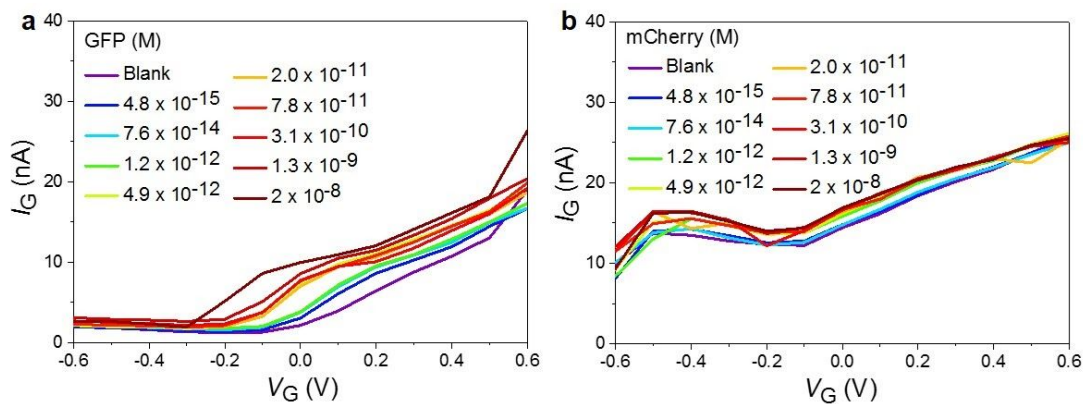 a
GFP (M)
Blank
4.8 x 10-15
7.6 x 10-14
1.2 x 10-12
4.9 x 10-12
2.0 x 10-11
7.8 x 10-11
3.1 x 10-10
1.3 x 10-9
2 x 10-8
IG (nA)
40
30
20
10
0
-0.6 -0.4 -0.2 0.0 0.2 0.4 0.6
VG (V)
b
mCherry (M)
Blank
4.8 x 10-15
7.6 x 10-14
1.2 x 10-12
4.9 x 10-12
2.0 x 10-11
7.8 x 10-11
3.1 x 10-10
1.3 x 10-9
2 x 10-8
IG (nA)
40
30
20
10
0
-0.6 -0.4 -0.2 0.0 0.2 0.4 0.6
VG (V)